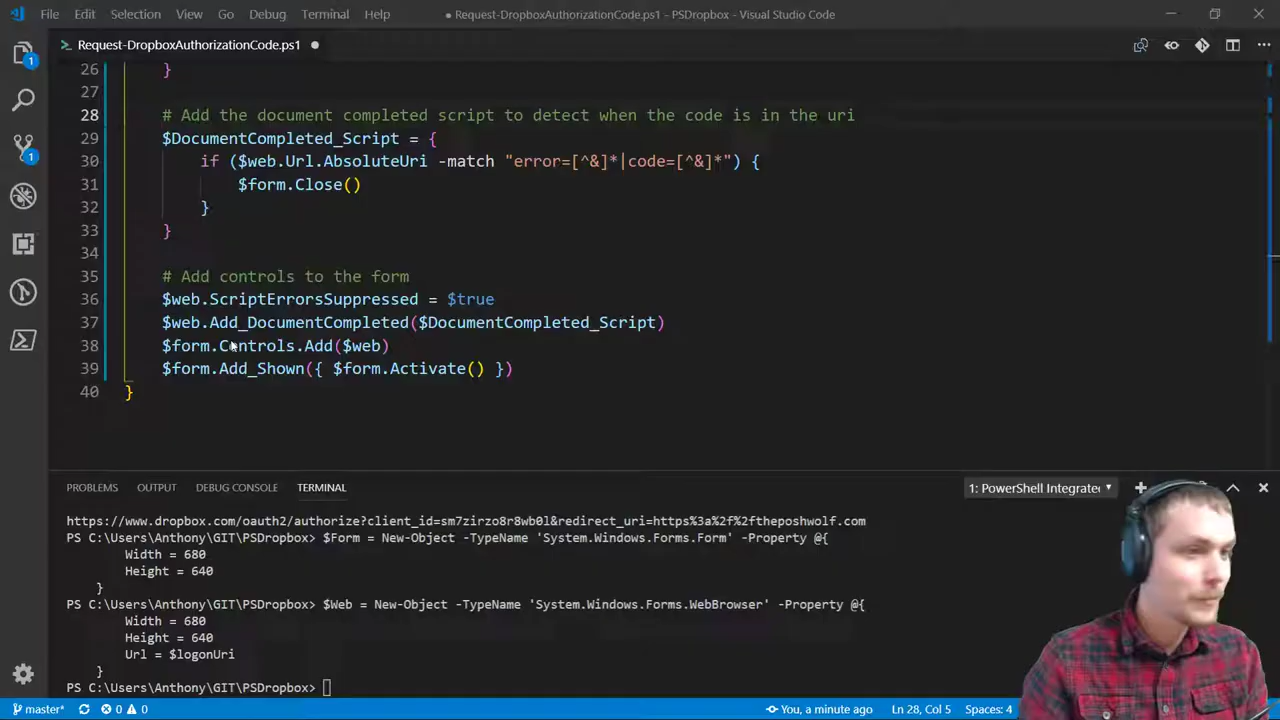 File Edit Selection View Go Debug Terminal Help
● Request-DropboxAuthorizationCode.ps1 - PSDropbox - Visual Studio Code
Request-DropboxAuthorizationCode.ps1 ●
26 }
27
28 # Add the document completed script to detect when the code is in the uri
29 $DocumentCompleted_Script = {
30 if ($web.Url.AbsoluteUri -match "error=[^&]*|code=[^&]*") {
31 $form.Close()
32 }
33 }
34
35 # Add controls to the form
36 $web.ScriptErrorsSuppressed = $true
37 $web.Add_DocumentCompleted($DocumentCompleted_Script)
38 $form.Controls.Add($web)
39 $form.Add_Shown({ $form.Activate() })
40 }
PROBLEMS OUTPUT DEBUG CONSOLE TERMINAL
1: PowerShell Integrate
https://www.dropbox.com/oauth2/authorize?client_id=sm7zirzo8r8wb0l&redirect_uri=https%3a%2f%2ftheposhwolf.com
PS C:\Users\Anthony\GIT\PSDropbox> $Form = New-Object -TypeName 'System.Windows.Forms.Form' -Property @{
Width = 680
Height = 640
}
PS C:\Users\Anthony\GIT\PSDropbox> $Web = New-Object -TypeName 'System.Windows.Forms.WebBrowser' -Property @{
Width = 680
Height = 640
Url = $logonUri
}
PS C:\Users\Anthony\GIT\PSDropbox>
master* 0 0
You, a minute ago Ln 28, Col 5 Spaces: 4